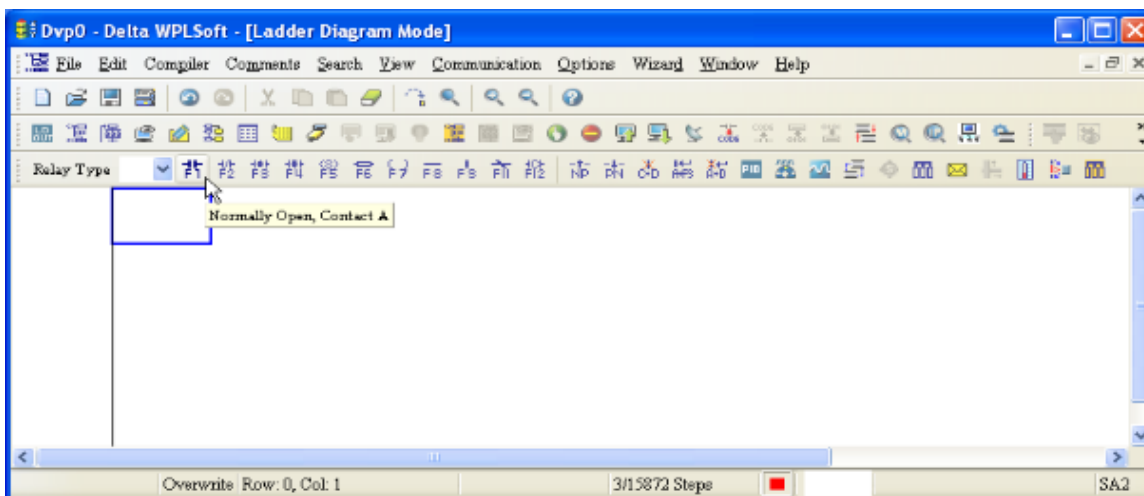 Dvp0 - Delta WPLSoft - [Ladder Diagram Mode]
File Edit Compiler Comments Search View Communication Options Wizard Window Help
Relay Type
Normally Open, Contact A
Overwrite Row: 0, Col: 1 3/15872 Steps SA2